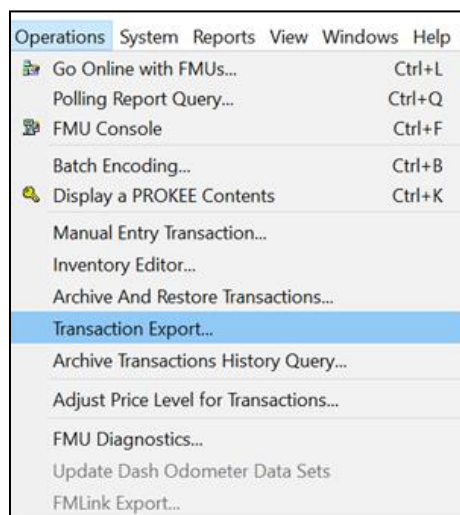 Operations System Reports View Windows Help
Go Online with FMUs... Ctrl+L
Polling Report Query... Ctrl+Q
FMU Console Ctrl+F
Batch Encoding... Ctrl+B
Display a PROKEE Contents Ctrl+K
Manual Entry Transaction...
Inventory Editor...
Archive And Restore Transactions...
Transaction Export...
Archive Transactions History Query...
Adjust Price Level for Transactions...
FMU Diagnostics...
Update Dash Odometer Data Sets
FMLink Export...